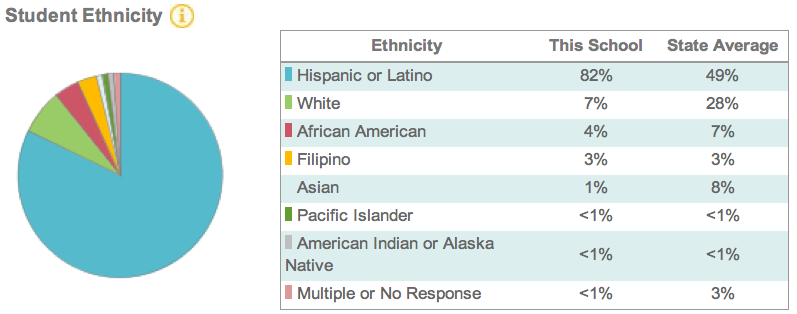 Student Ethnicity i
Ethnicity This School State Average
Hispanic or Latino 82% 49%
White 7% 28%
African American 4% 7%
Filipino 3% 3%
Asian 1% 8%
Pacific Islander <1% <1%
American Indian or Alaska
Native <1% <1%
Multiple or No Response <1% 3%